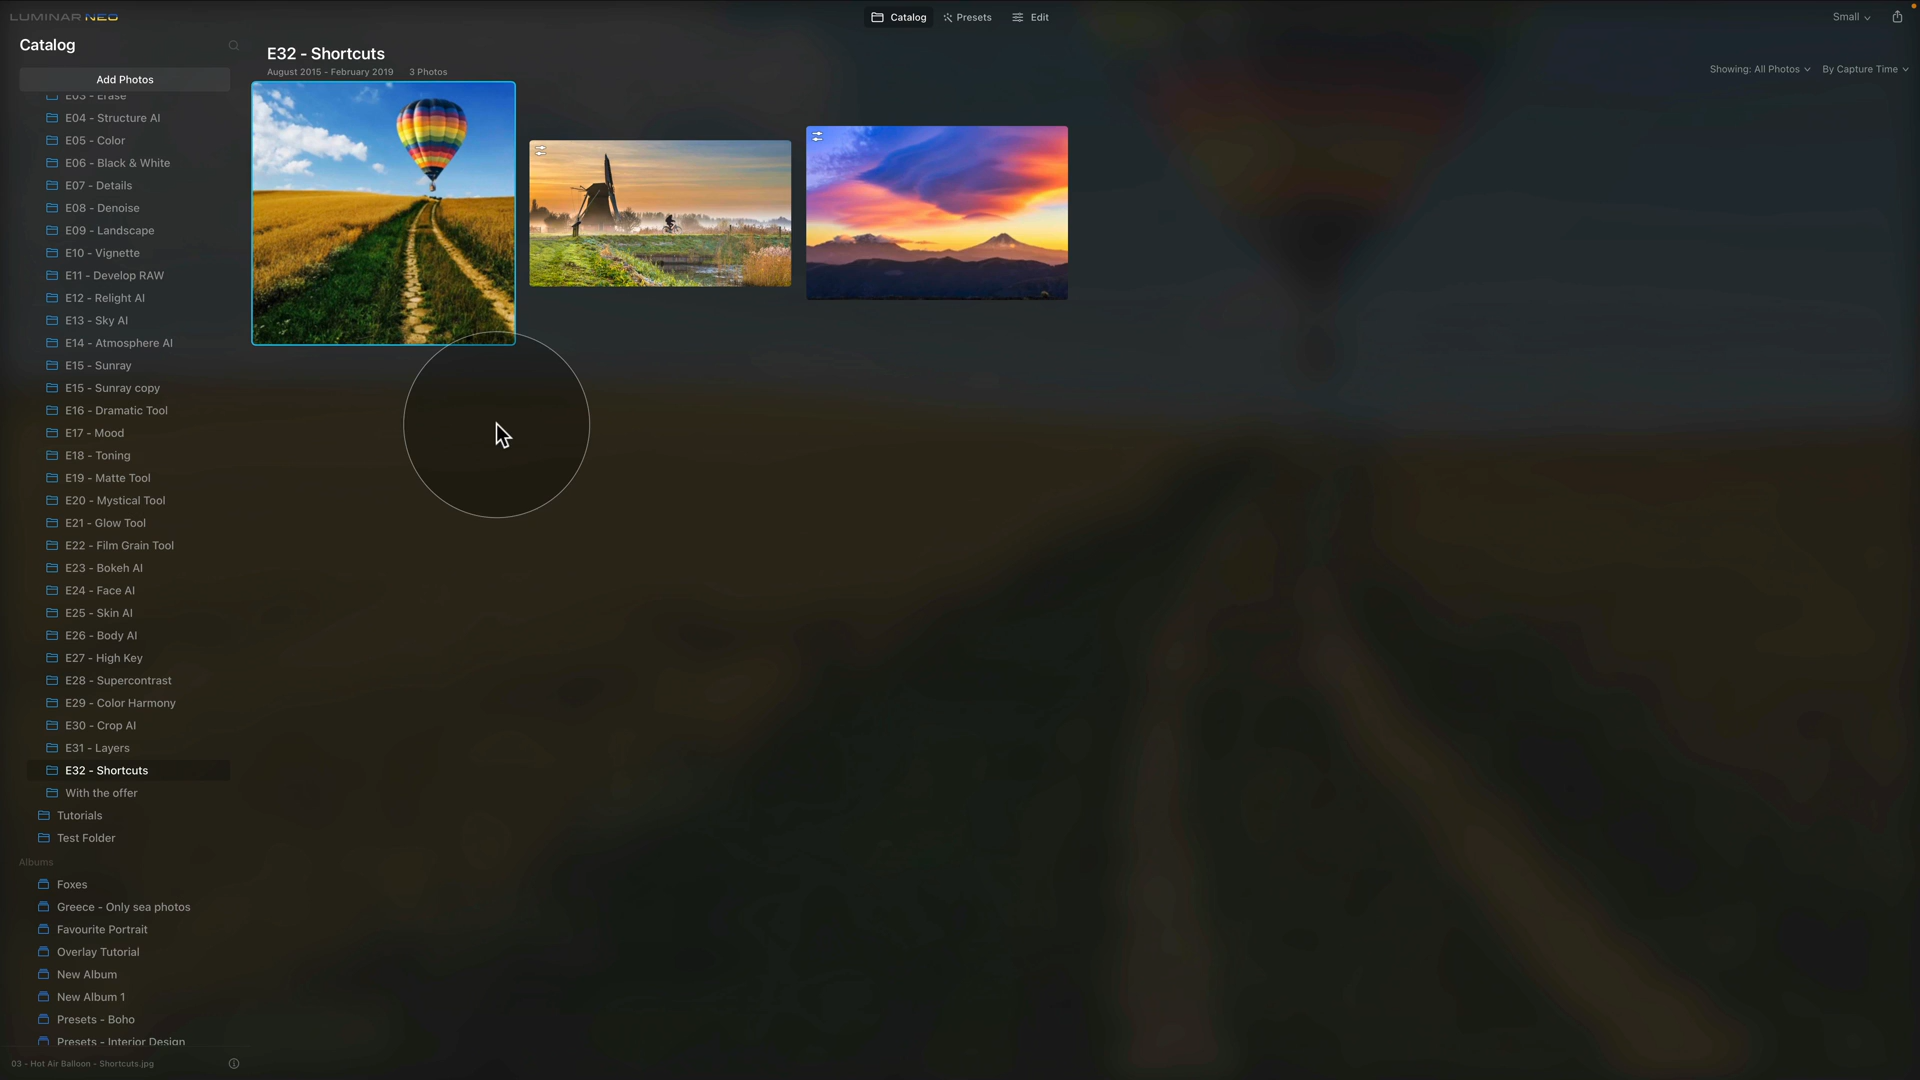 LUMINAR NEO
Catalog
Presets
Edit
Small
Catalog
Add Photos
E03 - Erase
E04 - Structure AI
E05 - Color
E06 - Black & White
E07 - Details
E08 - Denoise
E09 - Landscape
E10 - Vignette
E11 - Develop RAW
E12 - Relight AI
E13 - Sky AI
E14 - Atmosphere AI
E15 - Sunray
E15 - Sunray copy
E16 - Dramatic Tool
E17 - Mood
E18 - Toning
E19 - Matte Tool
E20 - Mystical Tool
E21 - Glow Tool
E22 - Film Grain Tool
E23 - Bokeh AI
E24 - Face AI
E25 - Skin AI
E26 - Body AI
E27 - High Key
E28 - Supercontrast
E29 - Color Harmony
E30 - Crop AI
E31 - Layers
E32 - Shortcuts
With the offer
Tutorials
Test Folder
Albums
Foxes
Greece - Only sea photos
Favourite Portrait
Overlay Tutorial
New Album
New Album 1
Presets - Boho
Presets - Interior Design
03 - Hot Air Balloon - Shortcuts.jpg
E32 - Shortcuts
August 2015 - February 2019 3 Photos
Showing: All Photos
By Capture Time